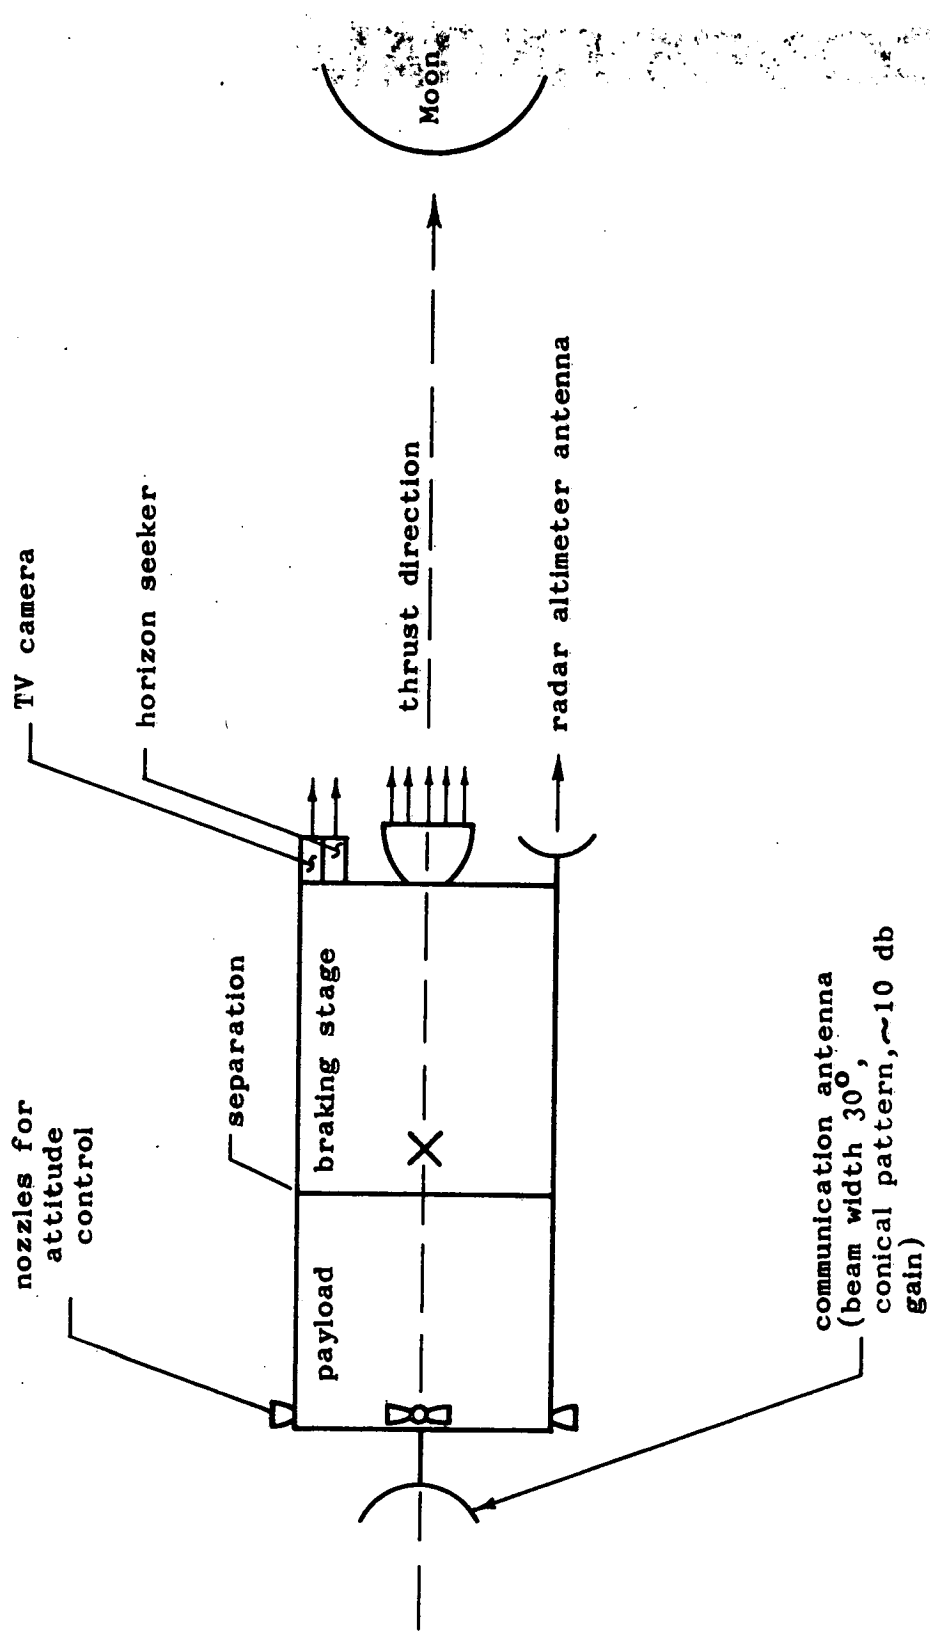 nozzles for
attitude
control
separation
TV camera
horizon seeker
payload
braking stage
thrust direction
Moon
radar altimeter antenna
communication antenna
(beam width 30°,
conical pattern,~10 db
gain)